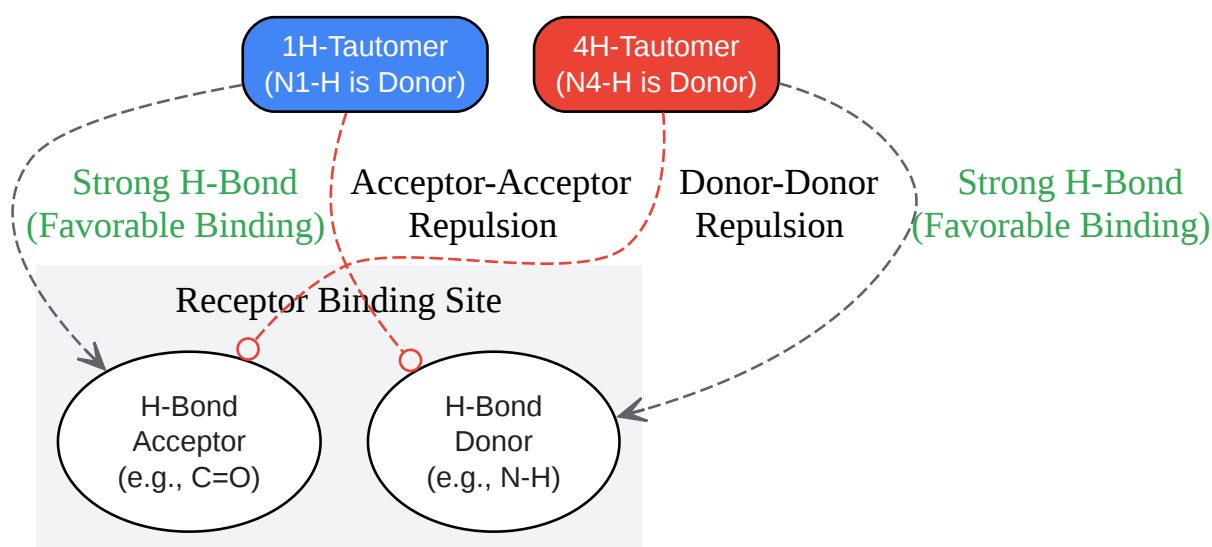 1H-Tautomer
(N1-H is Donor)
4H-Tautomer
(N4-H is Donor)
Strong H-Bond
(Favorable Binding)
Acceptor-Acceptor
Repulsion
Donor-Donor
Repulsion
Strong H-Bond
(Favorable Binding)
Receptor Binding Site
H-Bond
Acceptor
(e.g., C=O)
H-Bond
Donor
(e.g., N-H)